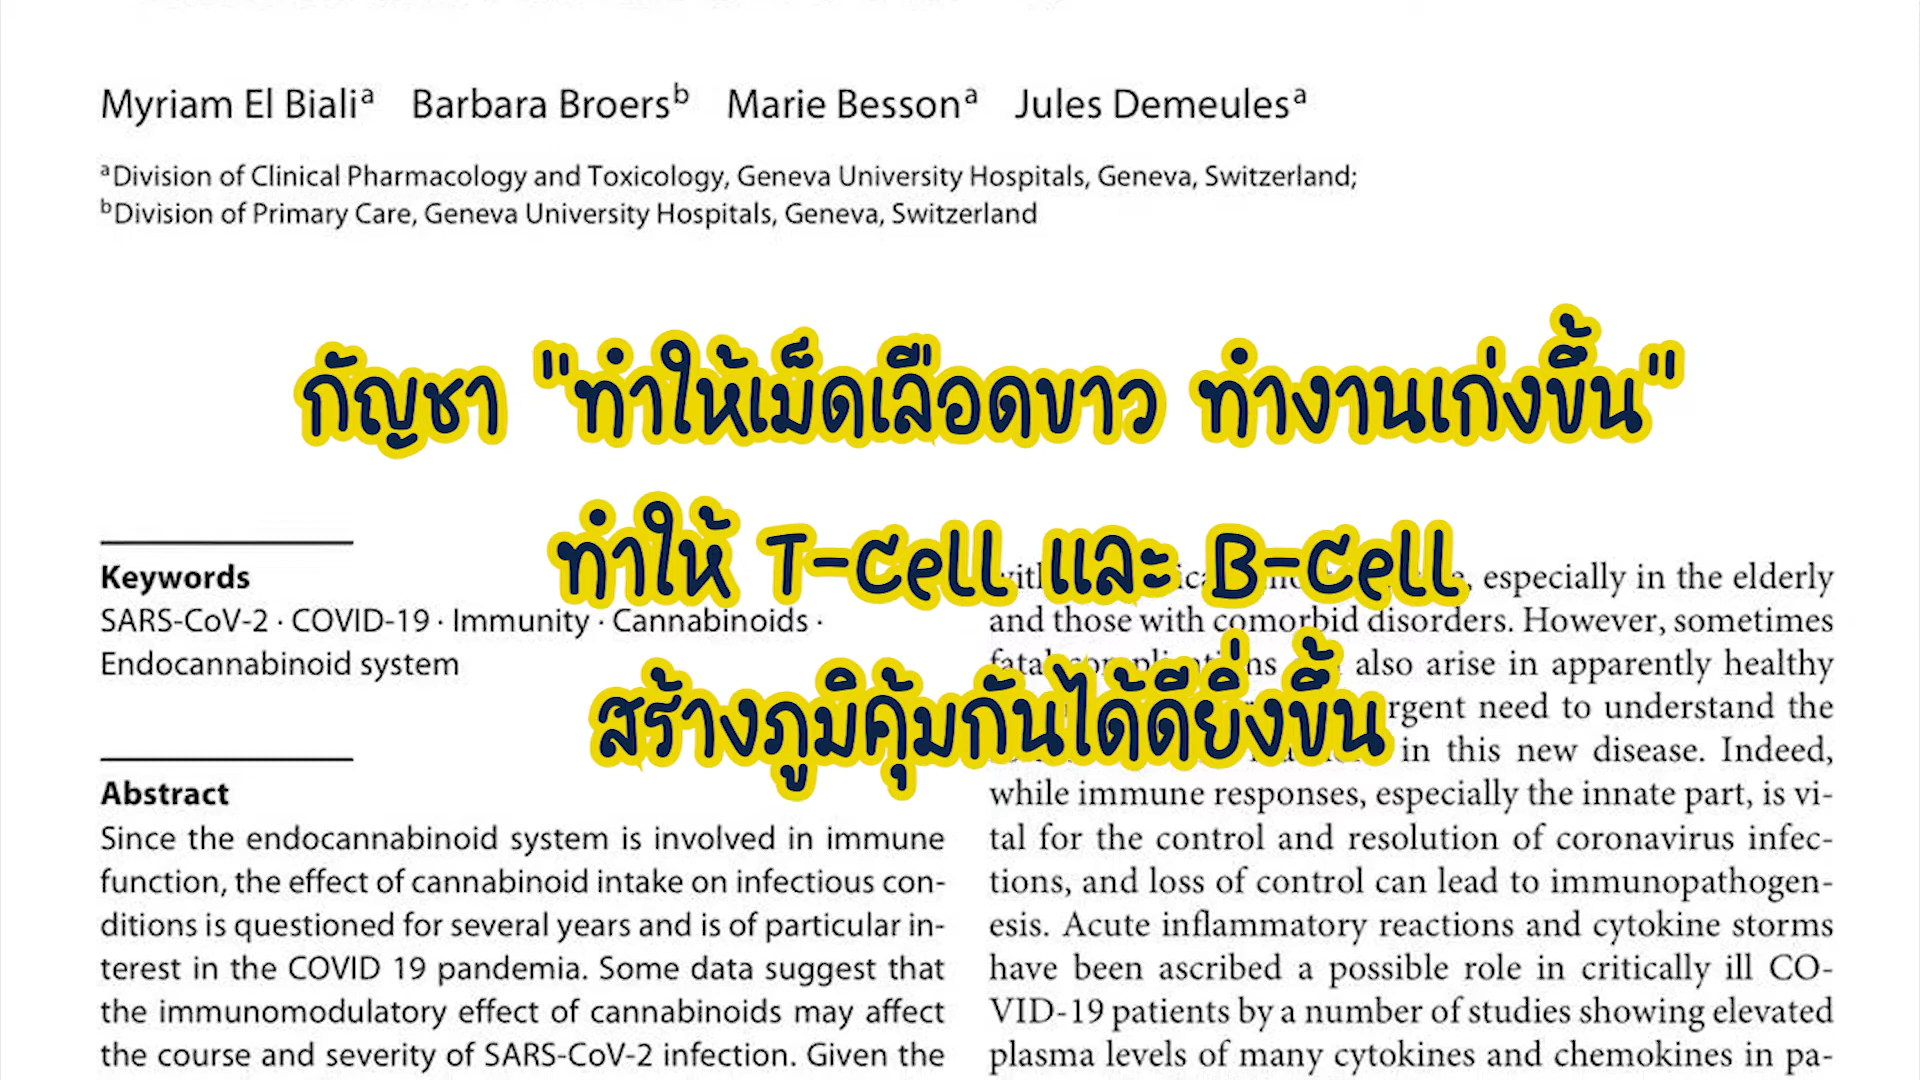 Myriam El Biali a Barbara Broers b Marie Besson a Jules Demeules a
a Division of Clinical Pharmacology and Toxicology, Geneva University Hospitals, Geneva, Switzerland;
b Division of Primary Care, Geneva University Hospitals, Geneva, Switzerland
กัญชา "ทำให้เม็ดเลือดขาว ทำงานเก่งขึ้น"
ทำให้ T-Cell และ B-Cell
สร้างภูมิคุ้มกันได้ดียิ่งขึ้น
Keywords
SARS-CoV-2 · COVID-19 · Immunity · Cannabinoids ·
Endocannabinoid system
Abstract
Since the endocannabinoid system is involved in immune
function, the effect of cannabinoid intake on infectious con-
ditions is questioned for several years and is of particular in-
terest in the COVID 19 pandemia. Some data suggest that
the immunomodulatory effect of cannabinoids may affect
the course and severity of SARS-CoV-2 infection. Given the
, especially in the elderly
and those with comorbid disorders. However, sometimes
also arise in apparently healthy
urgent need to understand the
in this new disease. Indeed,
while immune responses, especially the innate part, is vi-
tal for the control and resolution of coronavirus infec-
tions, and loss of control can lead to immunopathogen-
esis. Acute inflammatory reactions and cytokine storms
have been ascribed a possible role in critically ill CO-
VID-19 patients by a number of studies showing elevated
plasma levels of many cytokines and chemokines in pa-